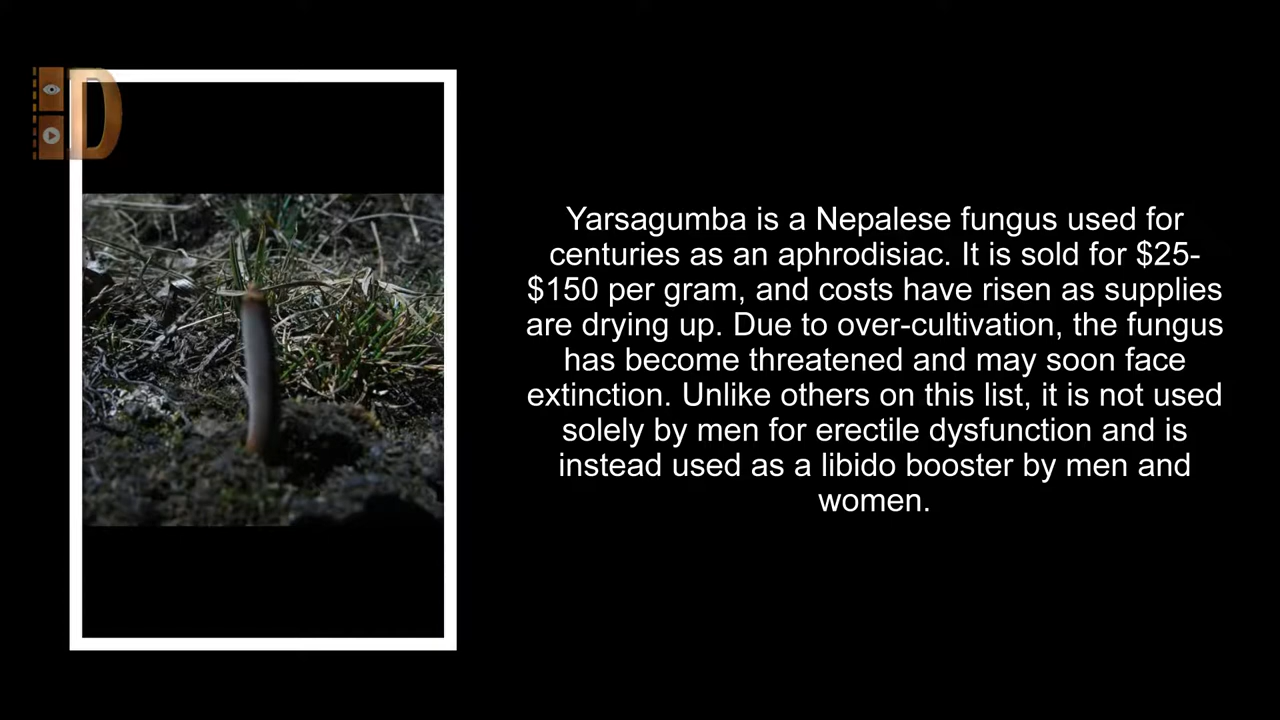 D
Yarsagumba is a Nepalese fungus used for
centuries as an aphrodisiac. It is sold for $25-
$150 per gram, and costs have risen as supplies
are drying up. Due to over-cultivation, the fungus
has become threatened and may soon face
extinction. Unlike others on this list, it is not used
solely by men for erectile dysfunction and is
instead used as a libido booster by men and
women.